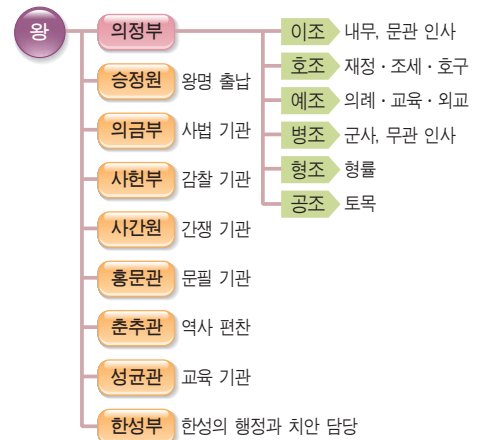 왕
의정부
이조 내무, 문관 인사
호조 재정·조세·호구
예조 의례·교육·외교
병조 군사, 무관 인사
형조 형률
공조 토목
승정원 왕명 출납
의금부 사법 기관
사헌부 감찰 기관
사간원 간쟁 기관
홍문관 문필 기관
춘추관 역사 편찬
성균관 교육 기관
한성부 한성의 행정과 치안 담당